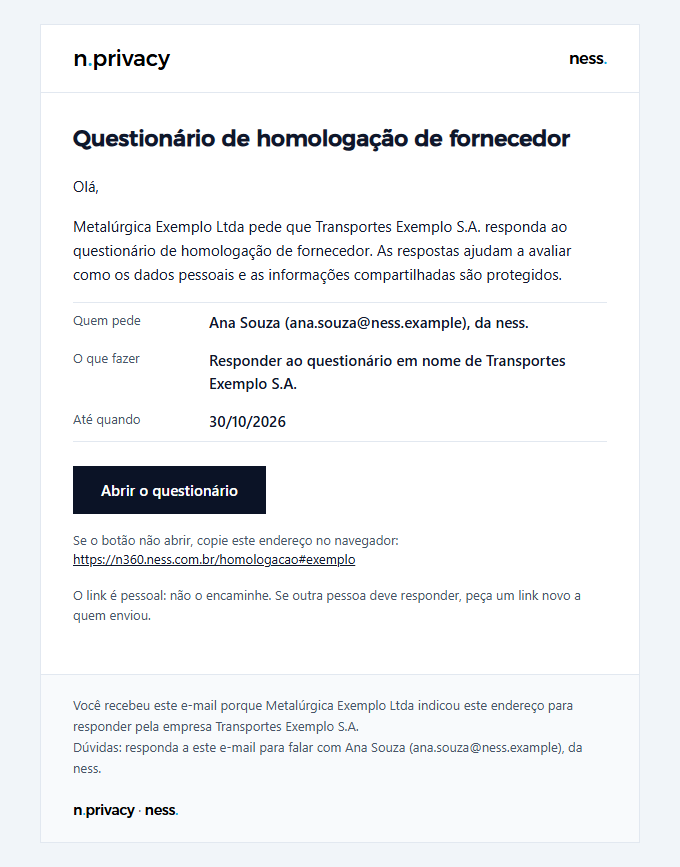 n.privacy
ness.
Questionário de homologação de fornecedor
Olá,
Metalúrgica Exemplo Ltda pede que Transportes Exemplo S.A. responda ao
questionário de homologação de fornecedor. As respostas ajudam a avaliar
como os dados pessoais e as informações compartilhadas são protegidos.
Quem pede
Ana Souza (ana.souza@ness.example), da ness.
O que fazer
Responder ao questionário em nome de Transportes
Exemplo S.A.
Até quando
30/10/2026
Abrir o questionário
Se o botão não abrir, copie este endereço no navegador:
https://n360.ness.com.br/homologacao#exemplo
O link é pessoal: não o encaminhe. Se outra pessoa deve responder, peça um link novo a
quem enviou.
Você recebeu este e-mail porque Metalúrgica Exemplo Ltda indicou este endereço para
responder pela empresa Transportes Exemplo S.A.
Dúvidas: responda a este e-mail para falar com Ana Souza (ana.souza@ness.example), da
ness.
n.privacy · ness.